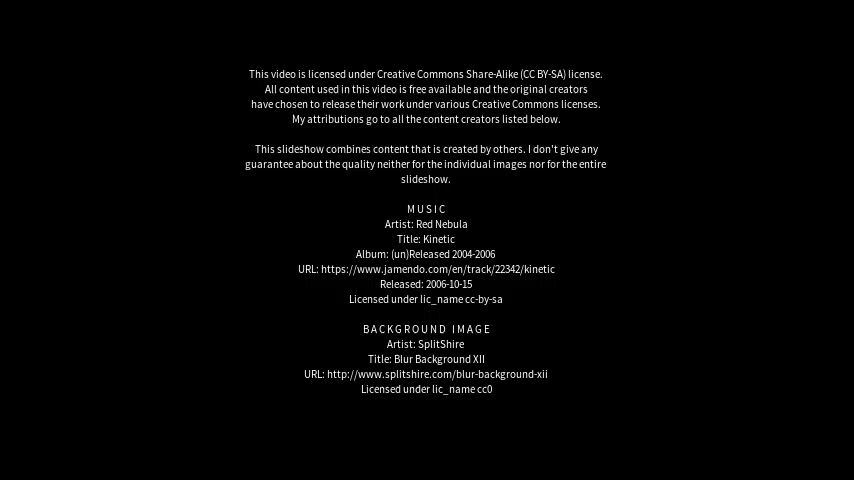 This video is licensed under Creative Commons Share-Alike (CC BY-SA) license.
All content used in this video is free available and the original creators
have chosen to release their work under various Creative Commons licenses.
My attributions go to all the content creators listed below.
This slideshow combines content that is created by others. I don't give any
guarantee about the quality neither for the individual images nor for the entire
slideshow.
MUSIC
Artist: Red Nebula
Title: Kinetic
Album: (un)Released 2004-2006
URL: https://www.jamendo.com/en/track/22342/kinetic
Released: 2006-10-15
Licensed under lic_name cc-by-sa
BACKGROUND IMAGE
Artist: SplitShire
Title: Blur Background XII
URL: http://www.splitshire.com/blur-background-xii
Licensed under lic_name cc0